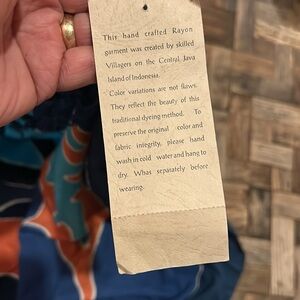 This hand crafted Rayon
garment was created by skilled
Villagers on the Central, Java
Island of Indonesia.
Color variations are not flaws.
They reflect the beauty of this
traditional dyeing method. To
preserve the original color and
fabric integrity, please hand
wash in cold water and hang to
dry. Whas separately before
wearing.